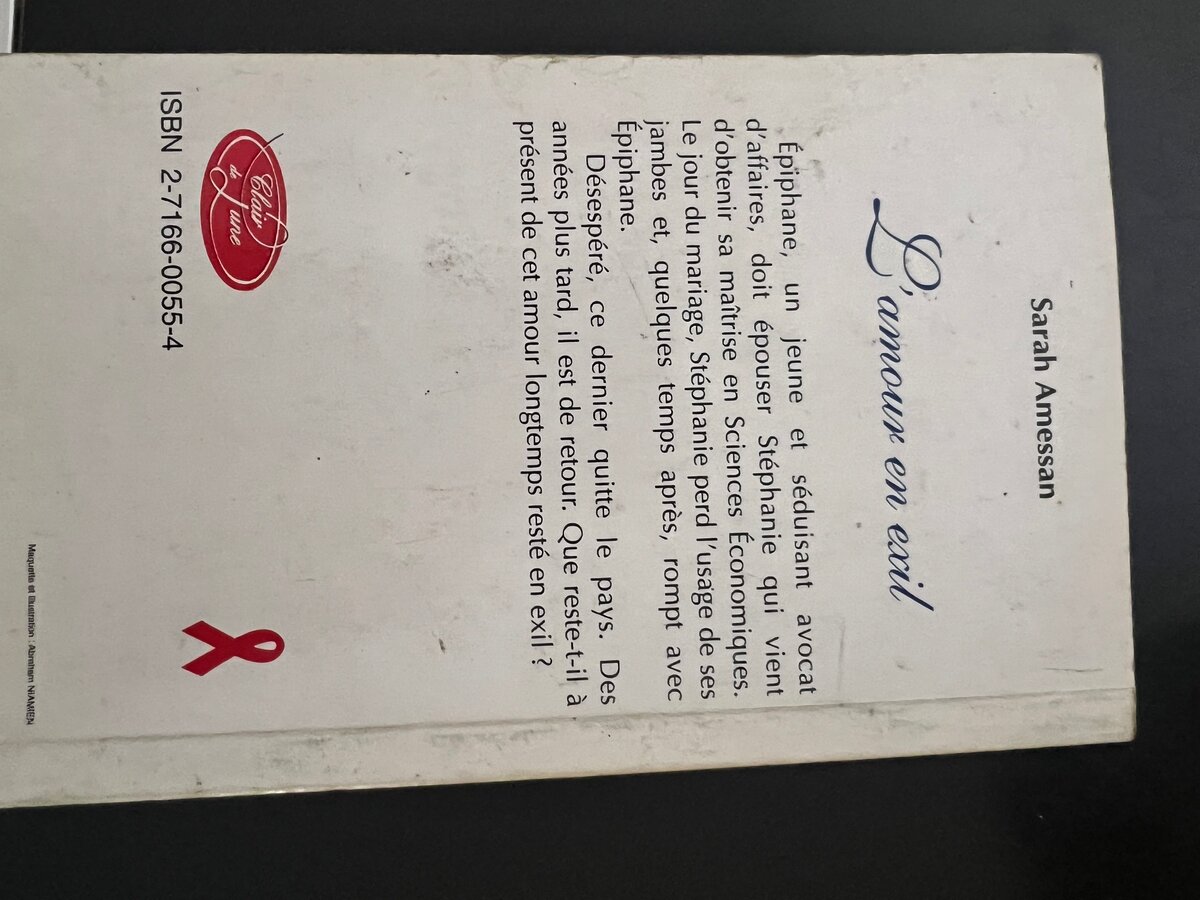 Sarah Amessan
L'amour en exil
Épiphane, un jeune et séduisant avocat
d'affaires, doit épouser Stéphanie qui vient
d'obtenir sa maîtrise en Sciences Économiques.
Le jour du mariage, Stéphanie perd l'usage de ses
jambes et, quelques temps après, rompt avec
Épiphane.
Désespéré, ce dernier quitte le pays. Des
années plus tard, il est de retour. Que reste-t-il à
présent de cet amour longtemps resté en exil ?
Clair
de
Lune
ISBN 2-7166-0055-4
Maquette et illustration : Abraham NIAMIEN